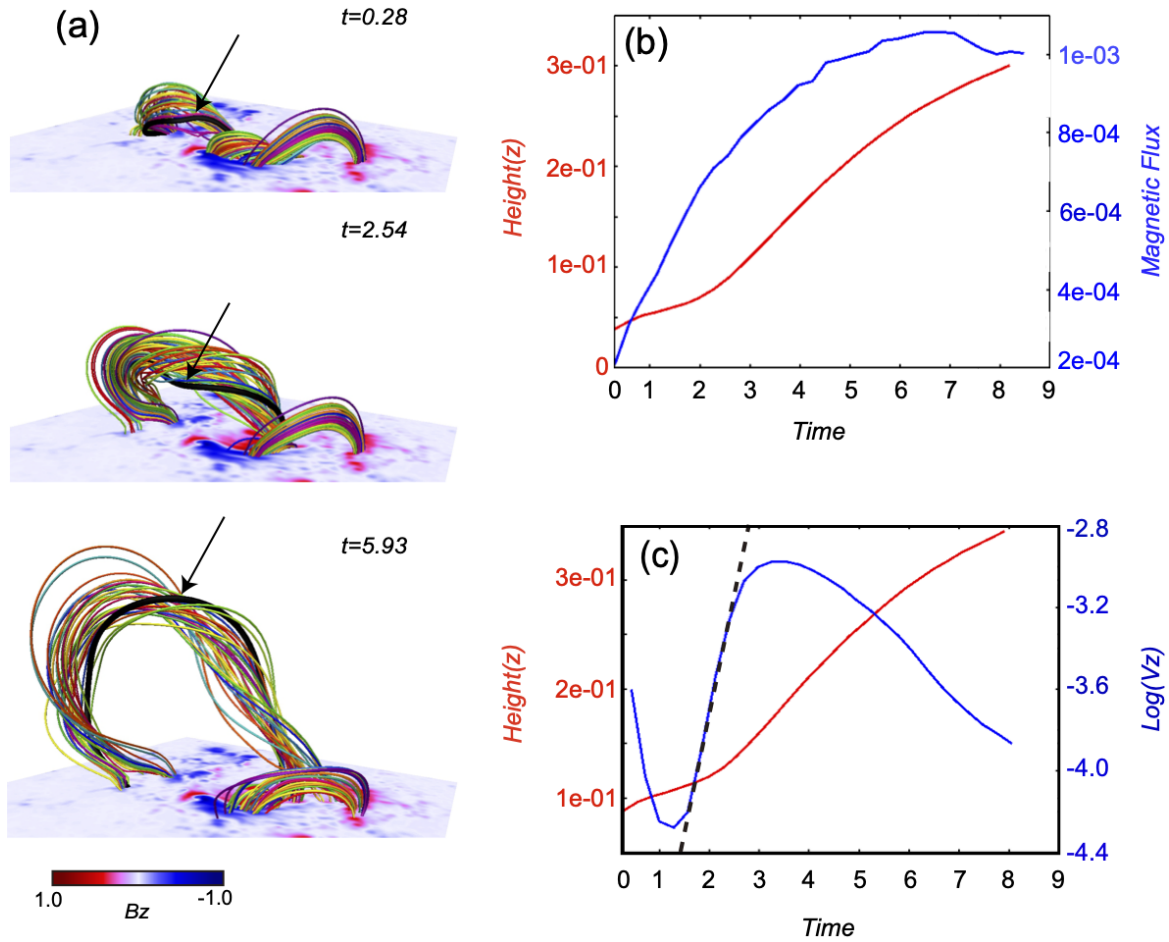 (a)
t=0.28
t=2.54
t=5.93
1.0 -1.0
Bz
(b)
3e-01
2e-01
1e-01
0
Height(z)
1e-03
8e-04
6e-04
4e-04
2e-04
Magnetic Flux
0 1 2 3 4 5 6 7 8 9
Time
(c)
3e-01
2e-01
1e-01
Height(z)
-2.8
-3.2
-3.6
-4.0
-4.4
Log(Vz)
0 1 2 3 4 5 6 7 8 9
Time